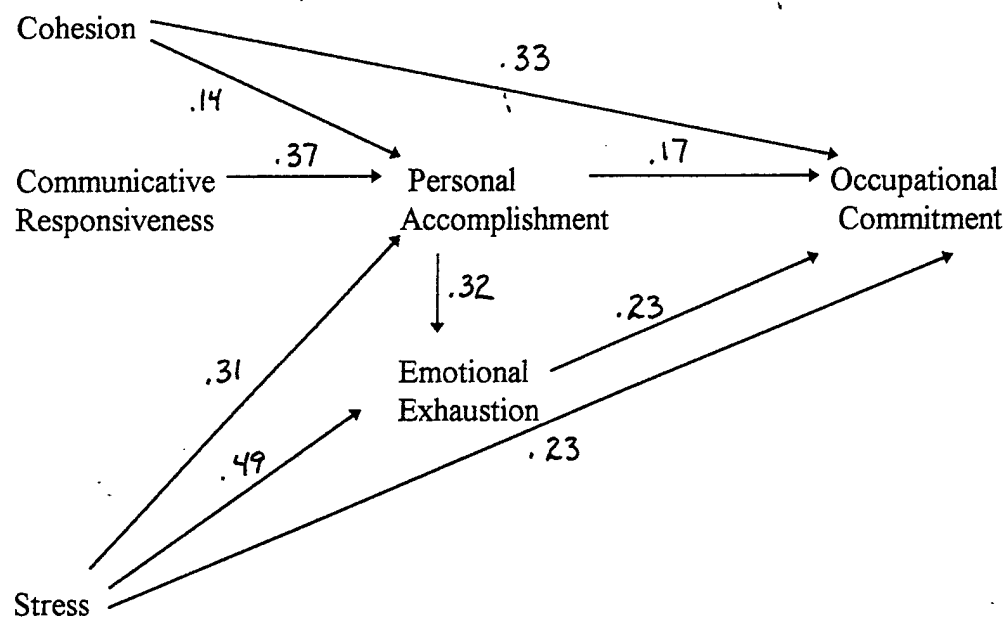 Cohesion
.33
.14
.37
.17
Communicative
Responsiveness
Personal
Accomplishment
Occupational
Commitment
.32
.23
.31
Emotional
Exhaustion
.49
.23
Stress